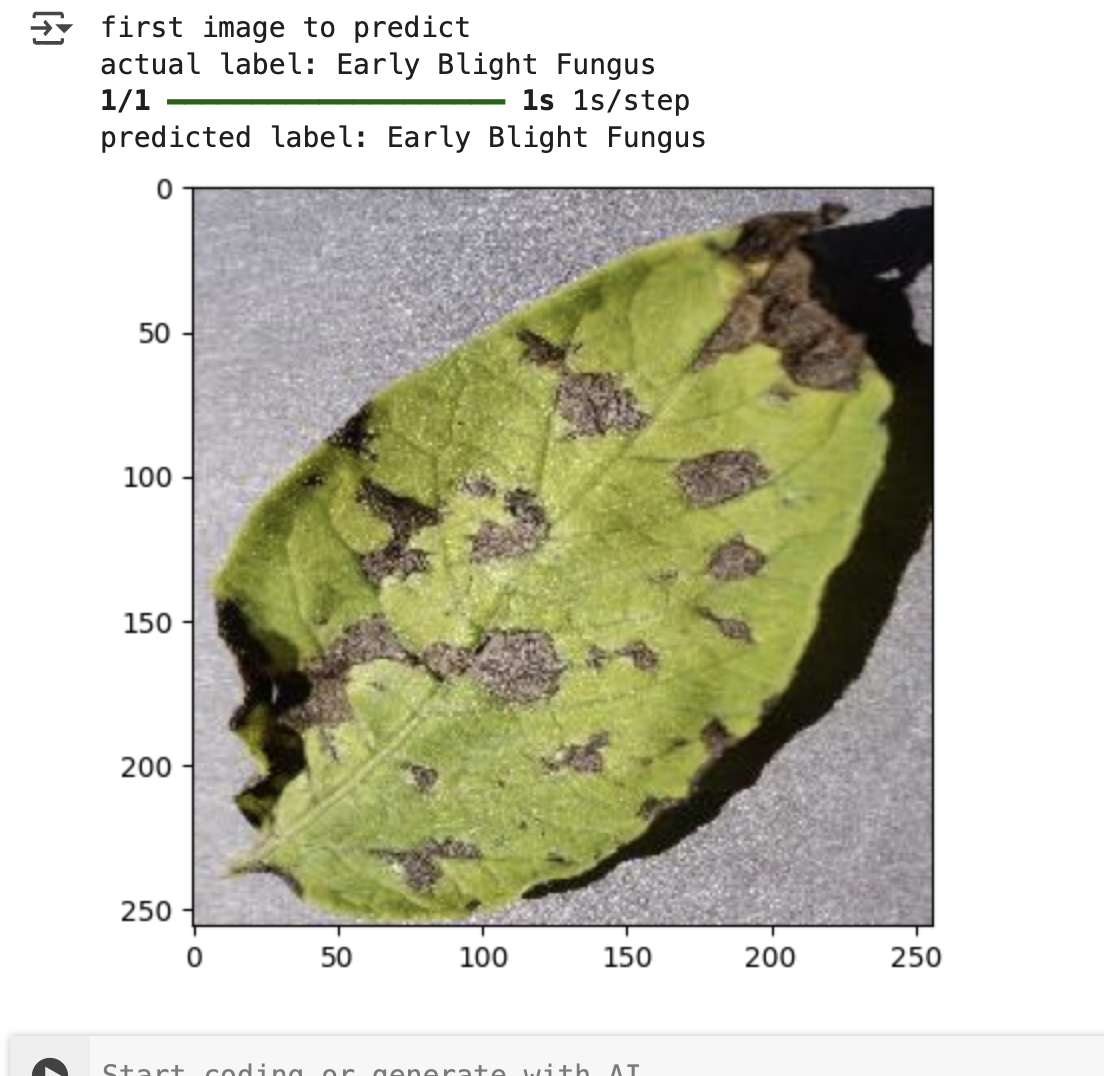 first image to predict
actual label: Early Blight Fungus
1/1 1s 1s/step
predicted label: Early Blight Fungus
0
50
100
150
200
250
0 50 100 150 200 250
Start coding or generate with AI